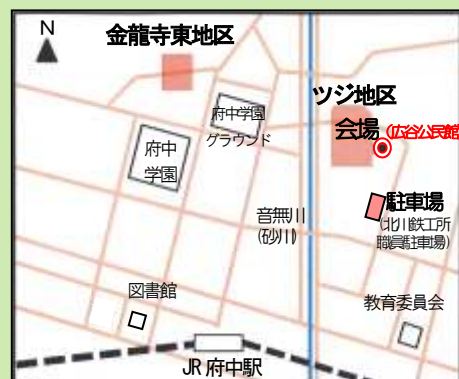 N
金龍寺東地区
ツジ地区
会場 (広谷公民館)
府中学園
グラウンド
府中
学園
駐車場
(北川鉄工所
職員駐車場)
音無川
(砂川)
図書館
教育委員会
JR 府中駅